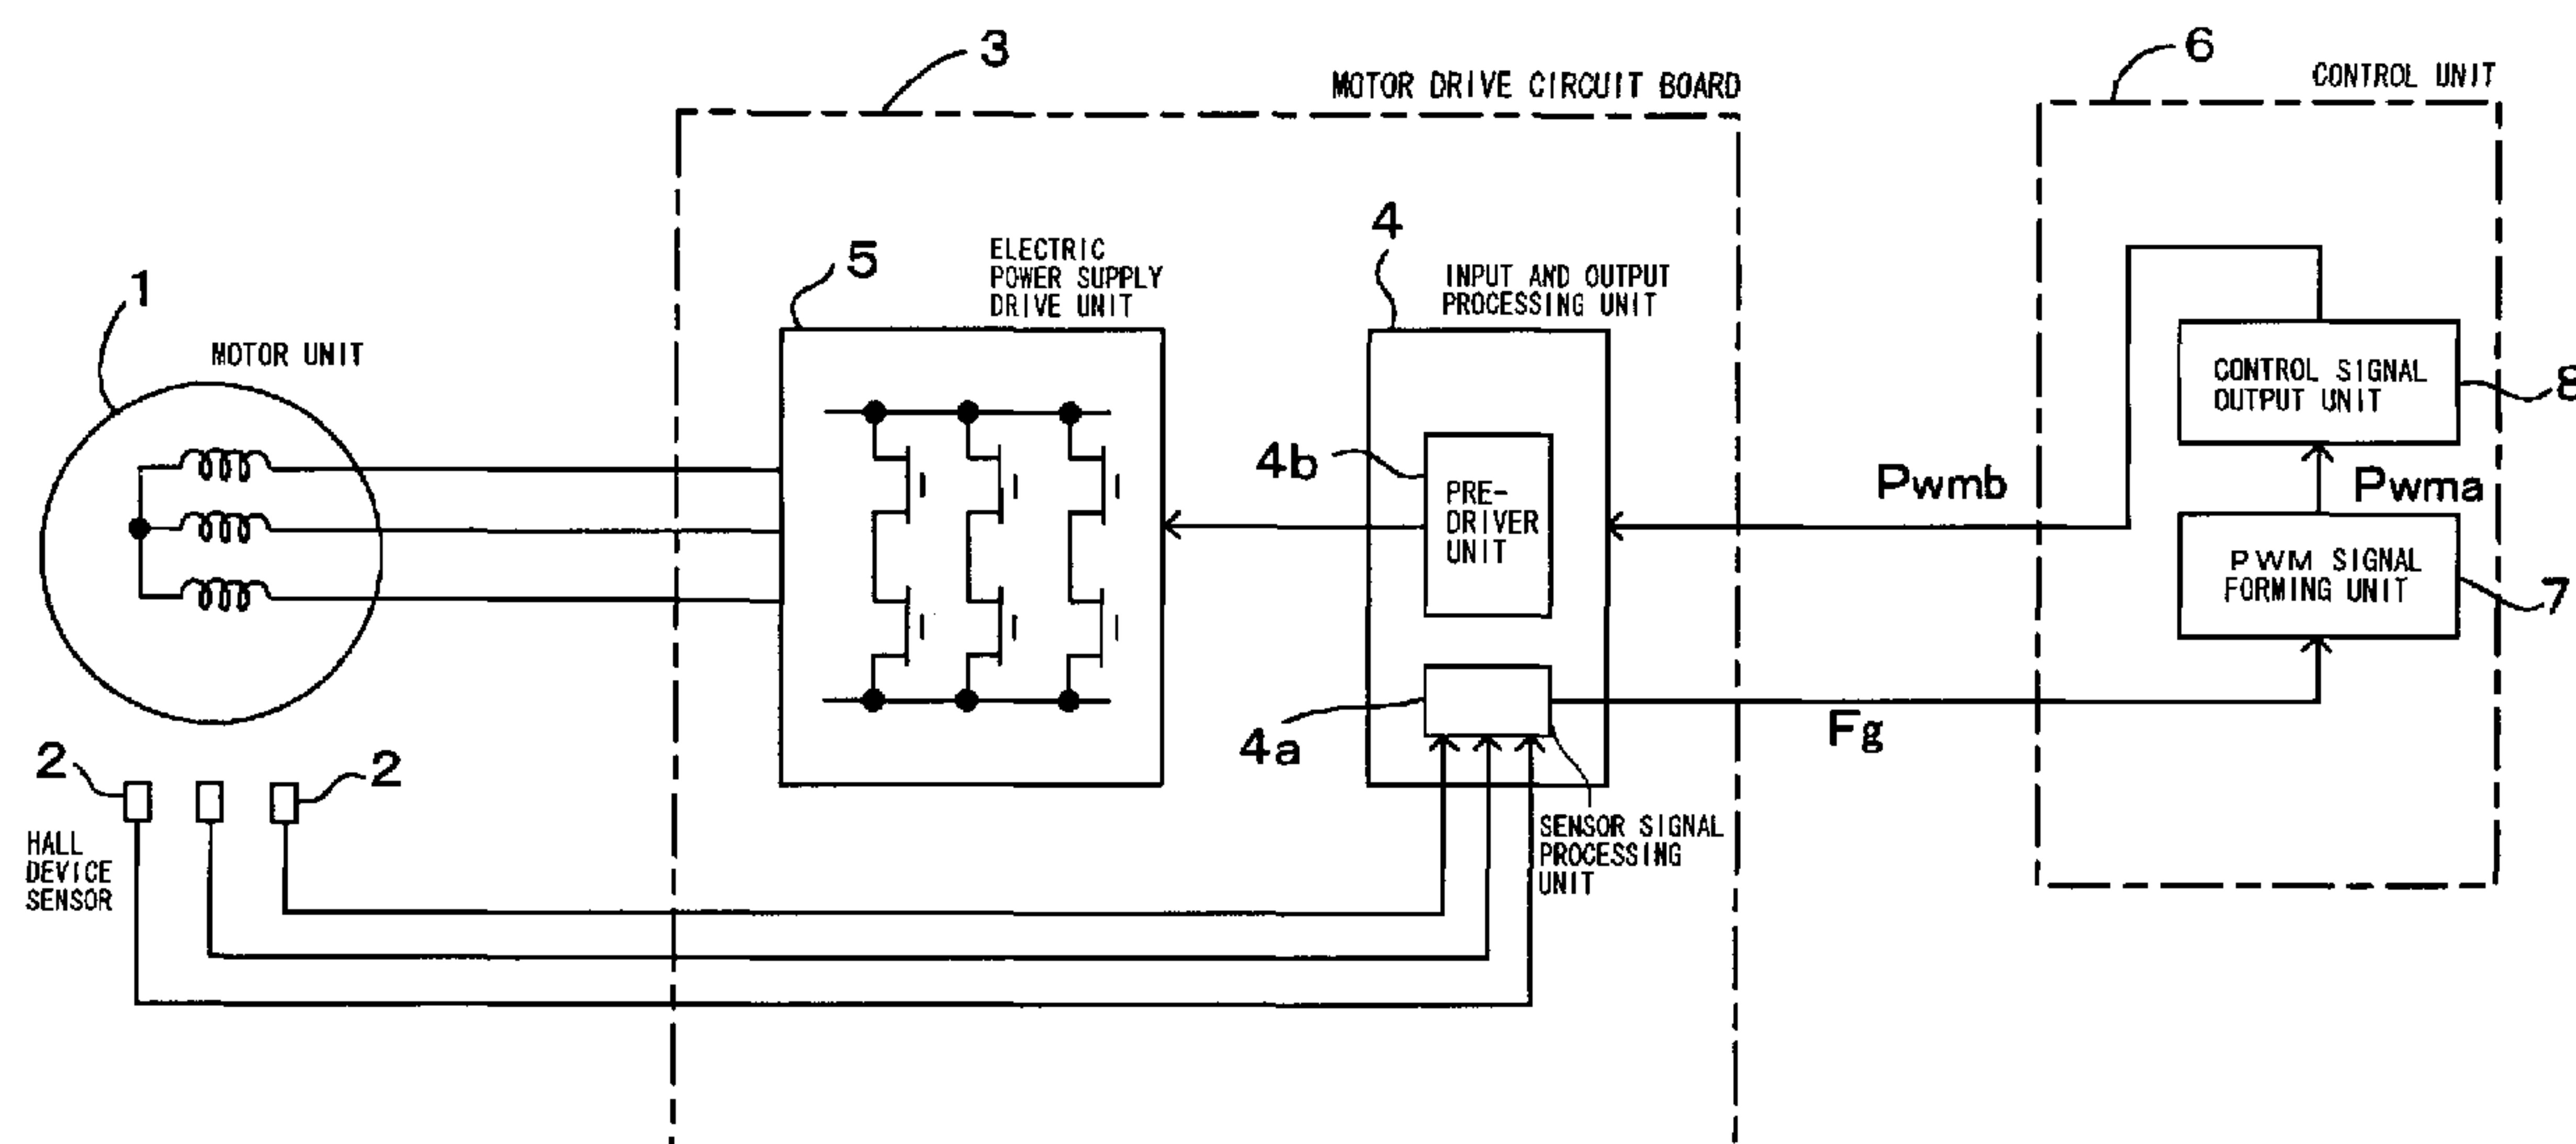 3
6
MOTOR DRIVE CIRCUIT BOARD
CONTROL UNIT
1
MOTOR UNIT
5
ELECTRIC
POWER SUPPLY
DRIVE UNIT
4
INPUT AND OUTPUT
PROCESSING UNIT
CONTROL SIGNAL
OUTPUT UNIT
8
4b
PRE-
DRIVER
UNIT
Pwmb
Pwma
PWM SIGNAL
FORMING UNIT
7
4a
Fg
2
2
HALL
DEVICE
SENSOR
SENSOR SIGNAL
PROCESSING
UNIT